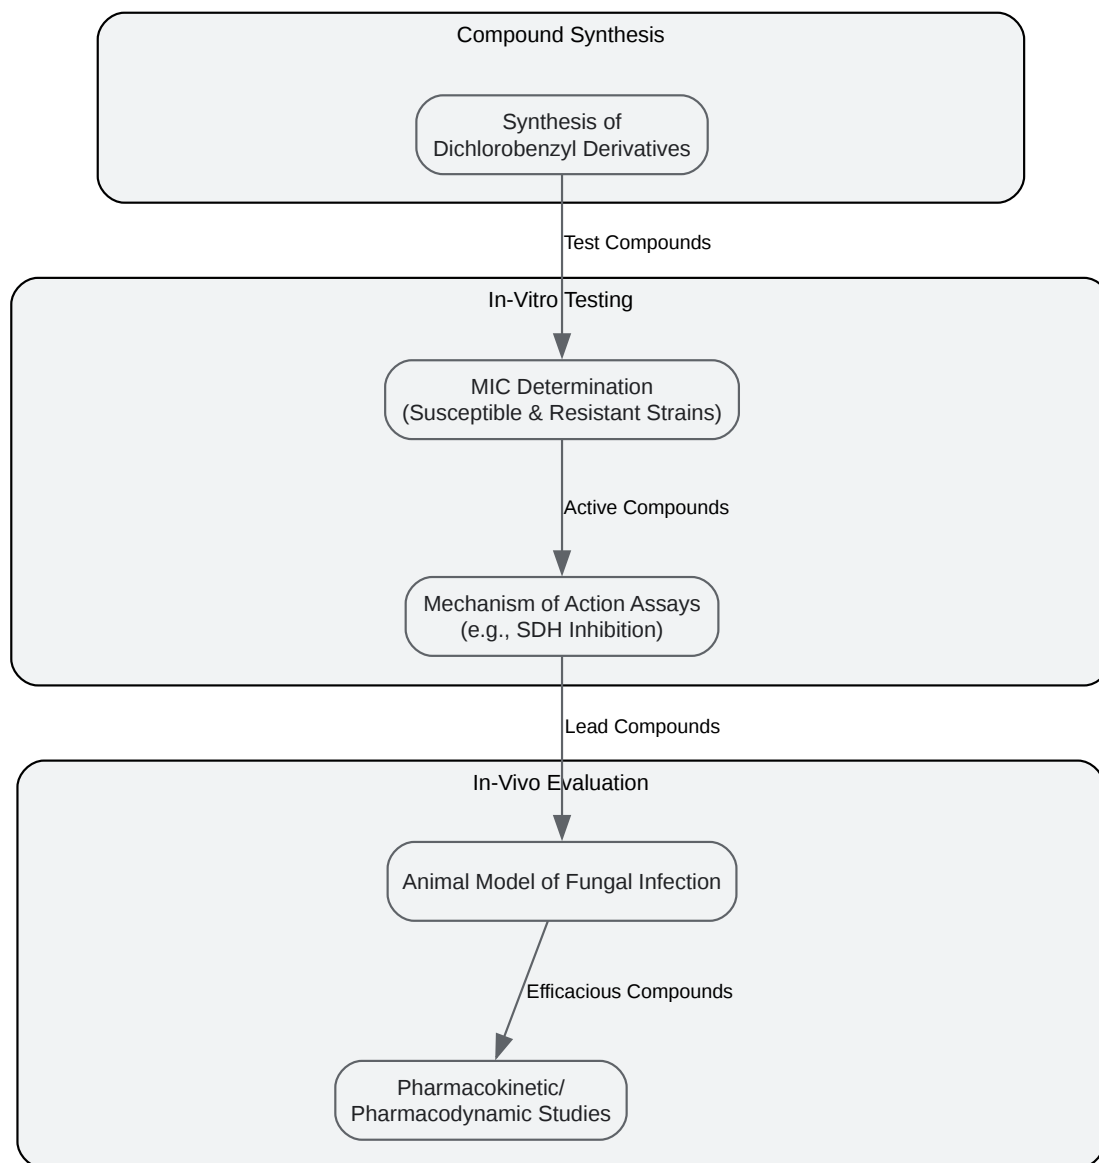 Compound Synthesis
Synthesis of
Dichlorobenzyl Derivatives
Test Compounds
In-Vitro Testing
MIC Determination
(Susceptible & Resistant Strains)
Active Compounds
Mechanism of Action Assays
(e.g., SDH Inhibition)
Lead Compounds
In-Vivo Evaluation
Animal Model of Fungal Infection
Efficacious Compounds
Pharmacokinetic/
Pharmacodynamic Studies